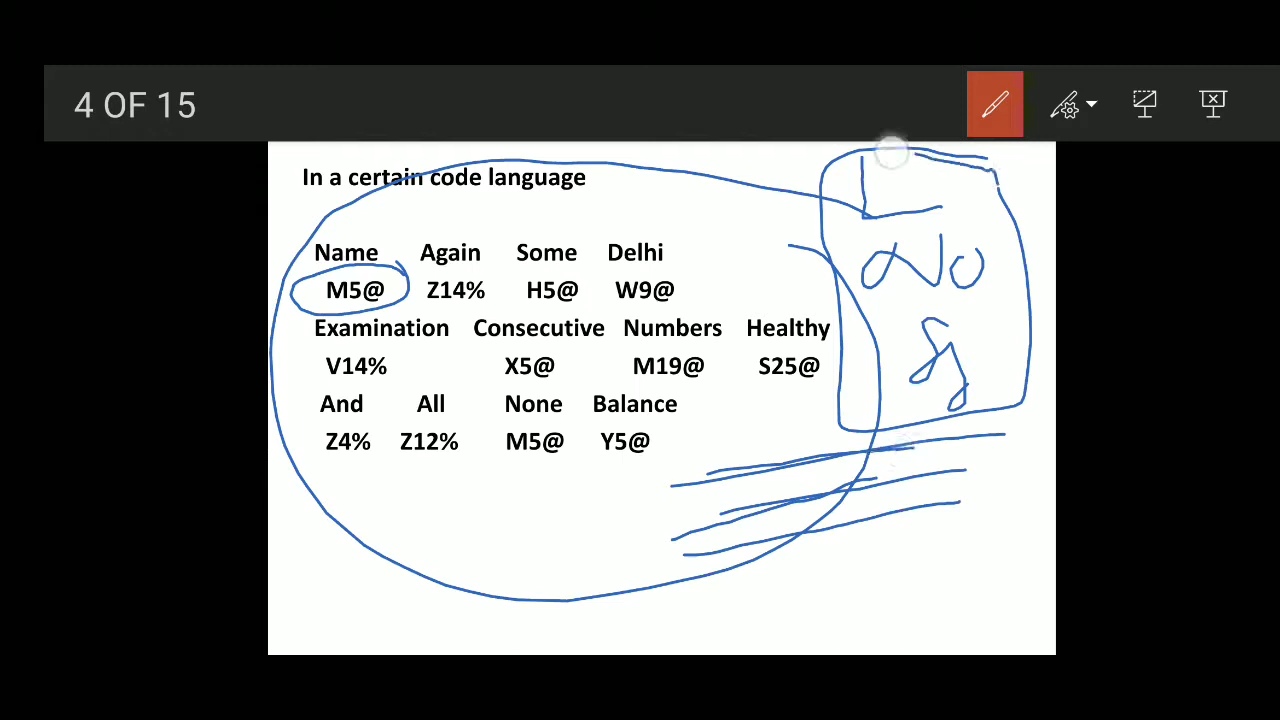 4 OF 15
In a certain code language
L
Name Again Some Delhi
M5@ Z14% H5@ W9@
No
Examination Consecutive Numbers Healthy
V14% X5@ M19@ S25@
And All None Balance
Z4% Z12% M5@ Y5@